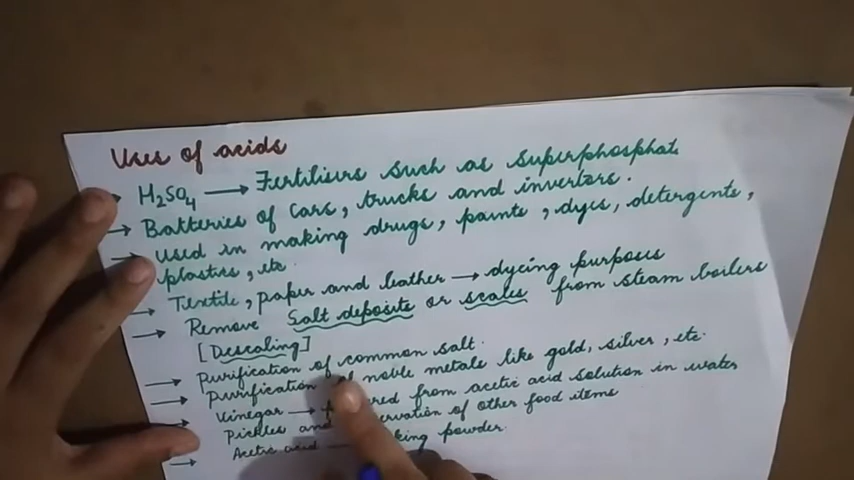 Uses of acids
→ H2SO4 → Fertilisers such as superphosphat
→ Batteries of cars, trucks and invertors.
→ Used in making drugs, paints, dyes, detergents,
plastics, etc.
→ Textile, paper and leather → dyeing purposes
→ Remove Salt deposits or scales from steam boilers
[Descaling]
→ Purification of common salt.
→ Purification noble metals like gold, silver, etc.
→ Vinegar → from acetic acid solution in water
Pickles and of other food items
→ Acetic acid powder.